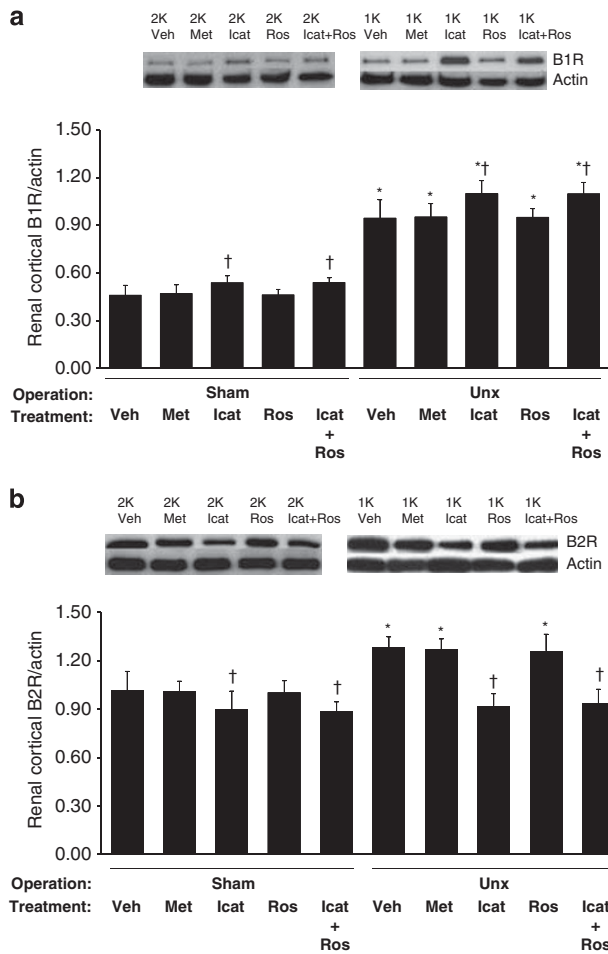 a
2K 2K 2K 2K 2K 1K 1K 1K 1K 1K
Veh Met Icat Ros Icat+Ros Veh Met Icat Ros Icat+Ros
B1R
Actin
Renal cortical B1R/actin
1.50
1.20
0.90
0.60
0.30
0.00
† † * * *† * *†
Operation: Sham Unx
Treatment: Veh Met Icat Ros Icat Veh Met Icat Ros Icat
+ +
Ros Ros
b
2K 2K 2K 2K 2K 1K 1K 1K 1K 1K
Veh Met Icat Ros Icat+Ros Veh Met Icat Ros Icat+Ros
B2R
Actin
Renal cortical B2R/actin
1.50
1.20
0.90
0.60
0.30
0.00
† † * * † * †
Operation: Sham Unx
Treatment: Veh Met Icat Ros Icat Veh Met Icat Ros Icat
+ +
Ros Ros